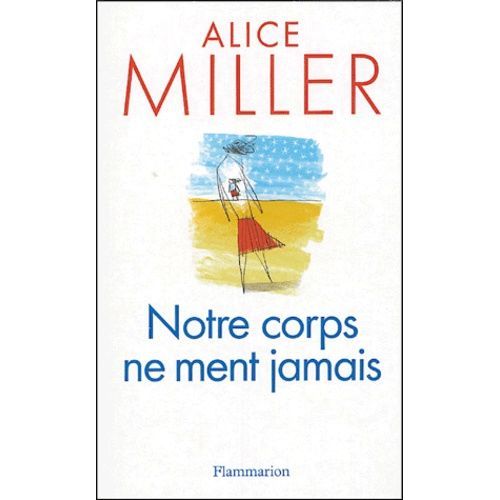 ALICE
MILLER
Notre corps
ne ment jamais
Flammarion